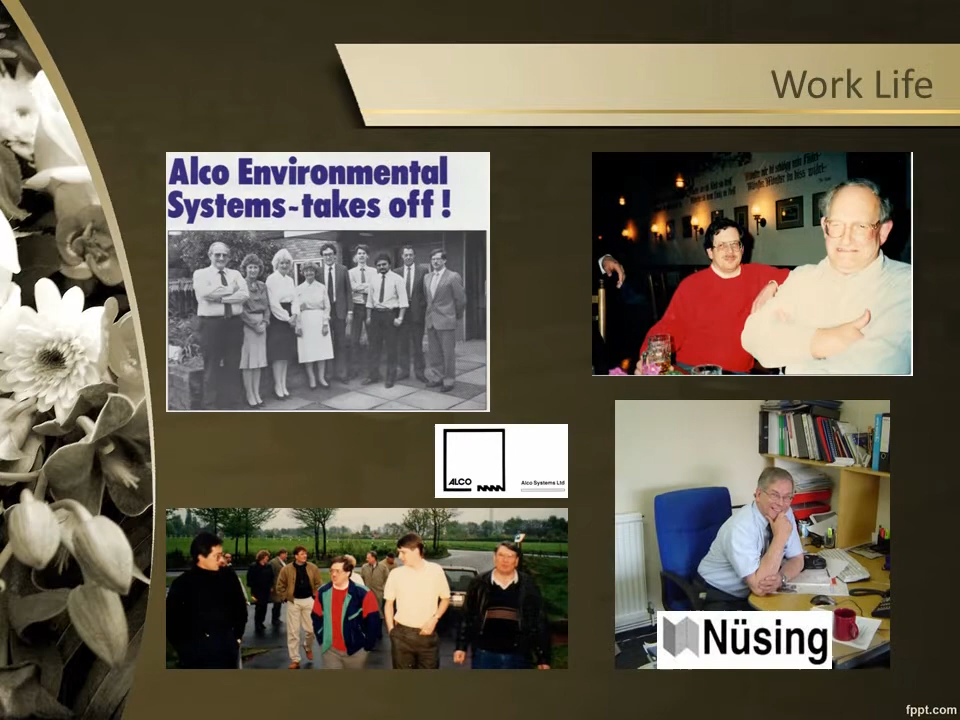 Work Life
Alco Environmental
Systems-takes off!
ALCO
Alco Systems Ltd
Nüsing
fppt.com